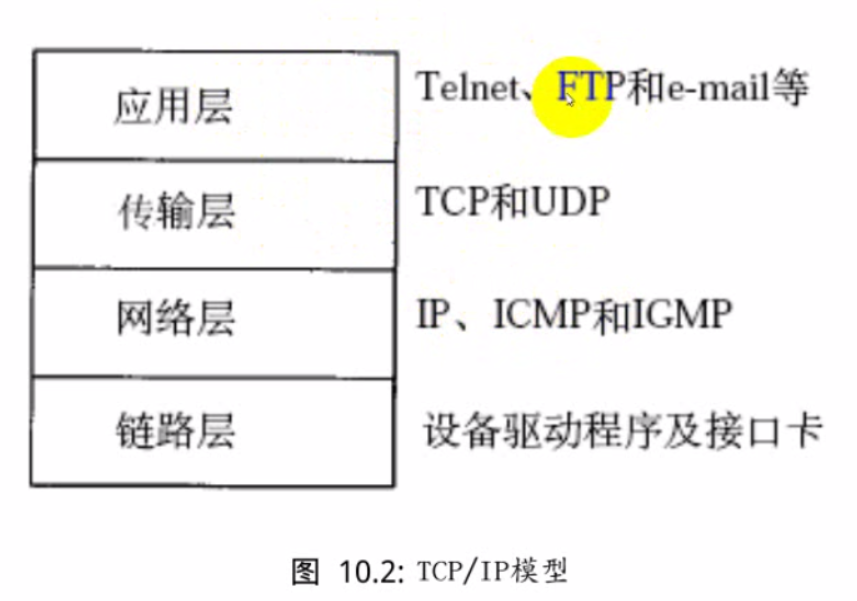 应用层 Telnet、FTP和e-mail等
传输层 TCP和UDP
网络层 IP、ICMP和IGMP
链路层 设备驱动程序及接口卡
图 10.2: TCP/IP模型